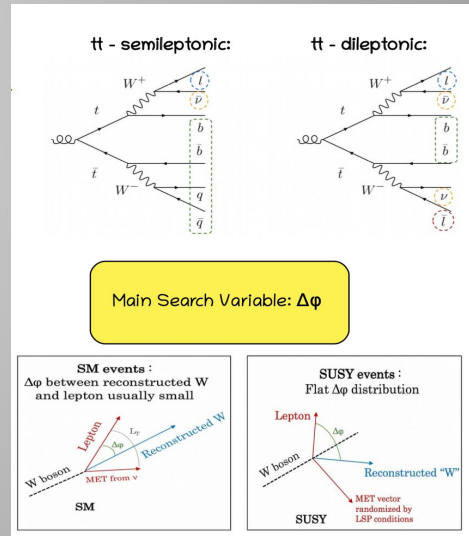 tt - semileptonic:
tt - dileptonic:
W⁺
l
ν
t
b
b̄
t̄
W⁻
q
q̄
W⁺
l
ν
t
b
b̄
t̄
W⁻
ν
l̄
Main Search Variable: Δφ
SM events :
Δφ between reconstructed W
and lepton usually small
Lepton
L_P
Δφ
Reconstructed W
W boson
MET from ν
SM
SUSY events :
Flat Δφ distribution
Lepton
Δφ
W boson
Reconstructed "W"
MET vector
randomized by
LSP conditions
SUSY